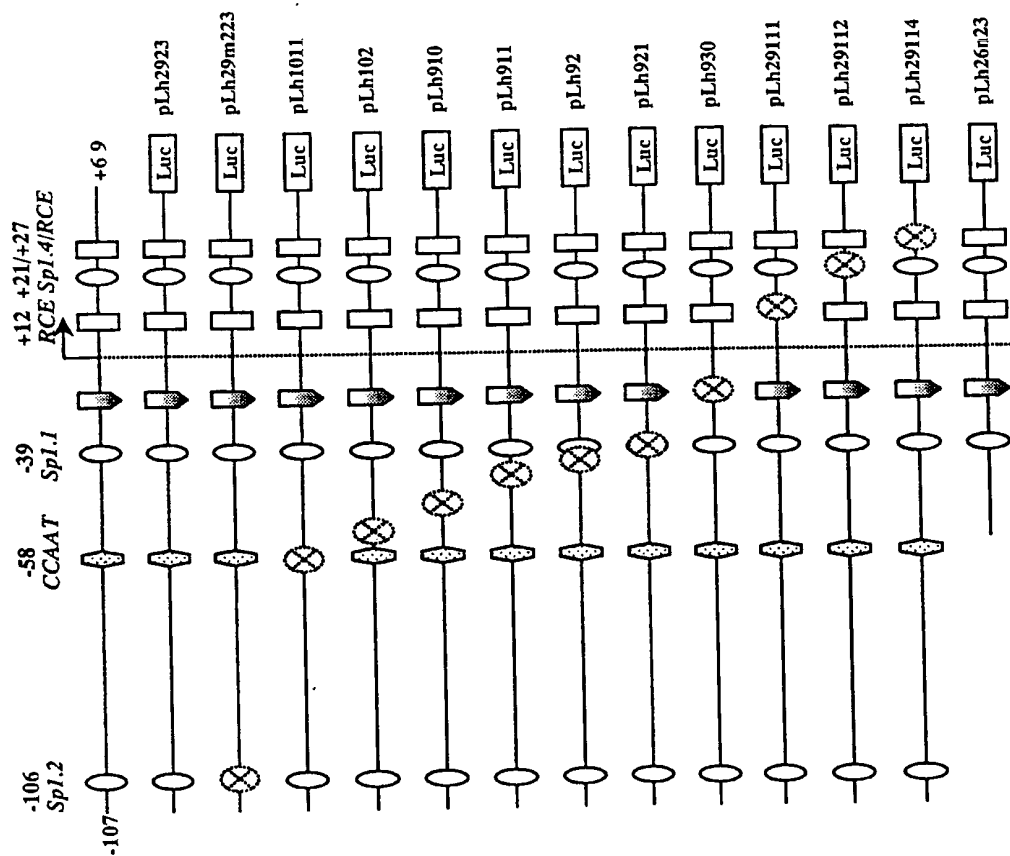 +12 +21/+27
RCE Sp1.4/RCE
-39
Sp1.1
-58
CCAAT
-106
Sp1.2
-107
+6 9
Luc pLh2923
Luc pLh29m223
Luc pLh1011
Luc pLh102
Luc pLh910
Luc pLh911
Luc pLh92
Luc pLh921
Luc pLh930
Luc pLh29111
Luc pLh29112
Luc pLh29114
Luc pLh26n23